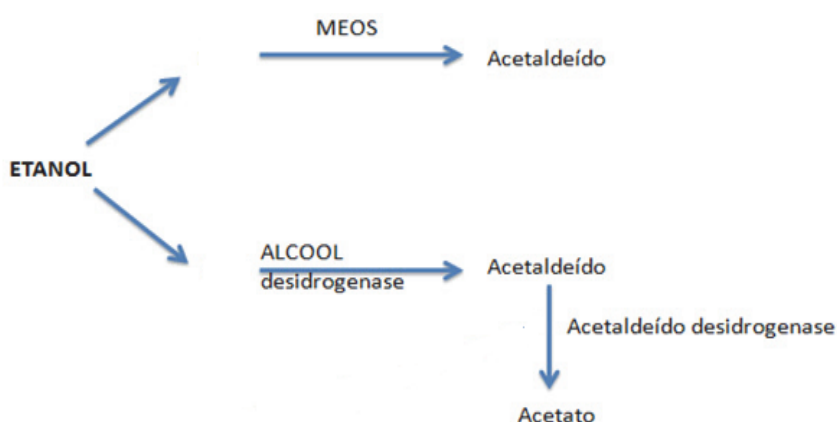 MEOS
Acetaldeído
ETANOL
ALCOOL
desidrogenase
Acetaldeído
Acetaldeído desidrogenase
Acetato